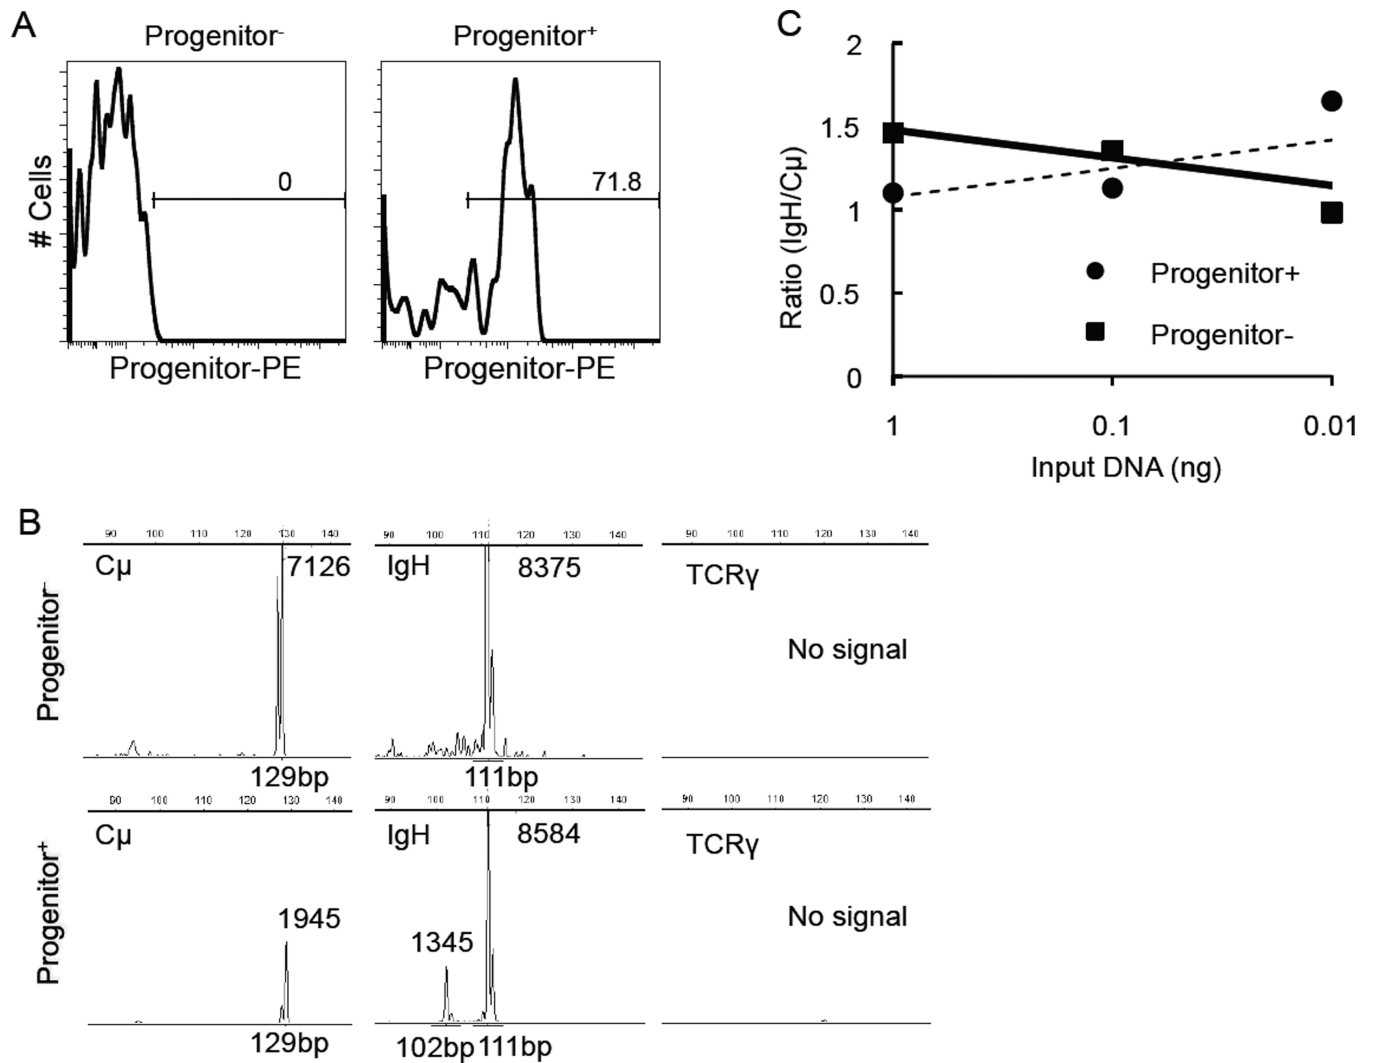 A
Progenitor- Progenitor+
# Cells
0
71.8
Progenitor-PE Progenitor-PE
C
2
1.5
1
0.5
0
Ratio (IgH/Cμ)
Progenitor+
Progenitor-
1 0.1 0.01
Input DNA (ng)
B
Progenitor-
90 100 110 120 130 140
Cμ
7126
129bp
90 100 110 120 130 140
IgH
8375
111bp
90 100 110 120 130 140
TCRγ
No signal
Progenitor+
90 100 110 120 130 140
Cμ
1945
129bp
90 100 110 120 130 140
IgH
8584
1345
102bp 111bp
90 100 110 120 130 140
TCRγ
No signal